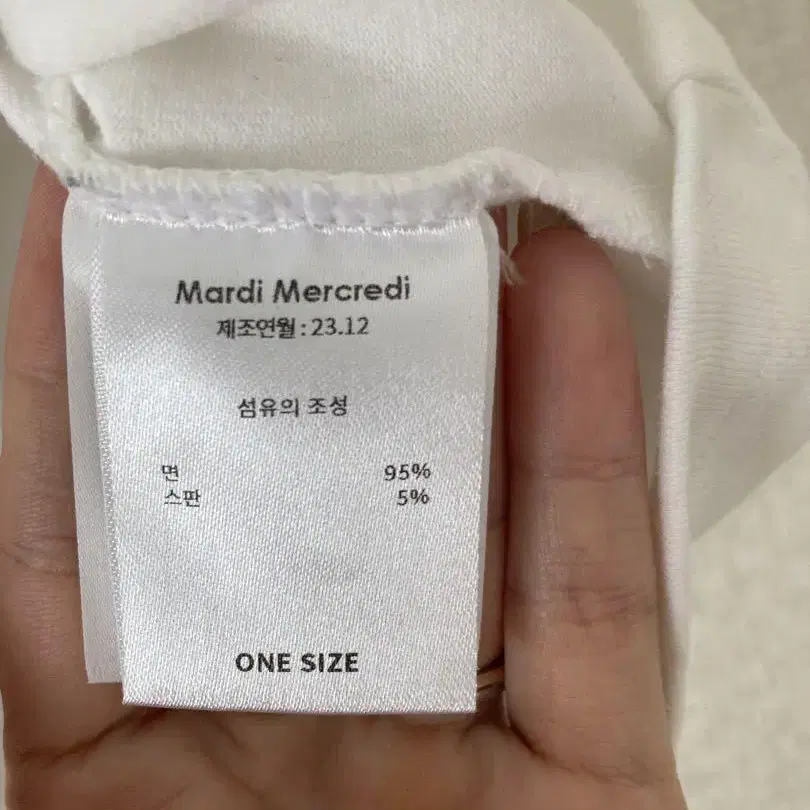 Mardi Mercredi
제조연월 : 23.12
섬유의 조성
면 95%
스판 5%
ONE SIZE